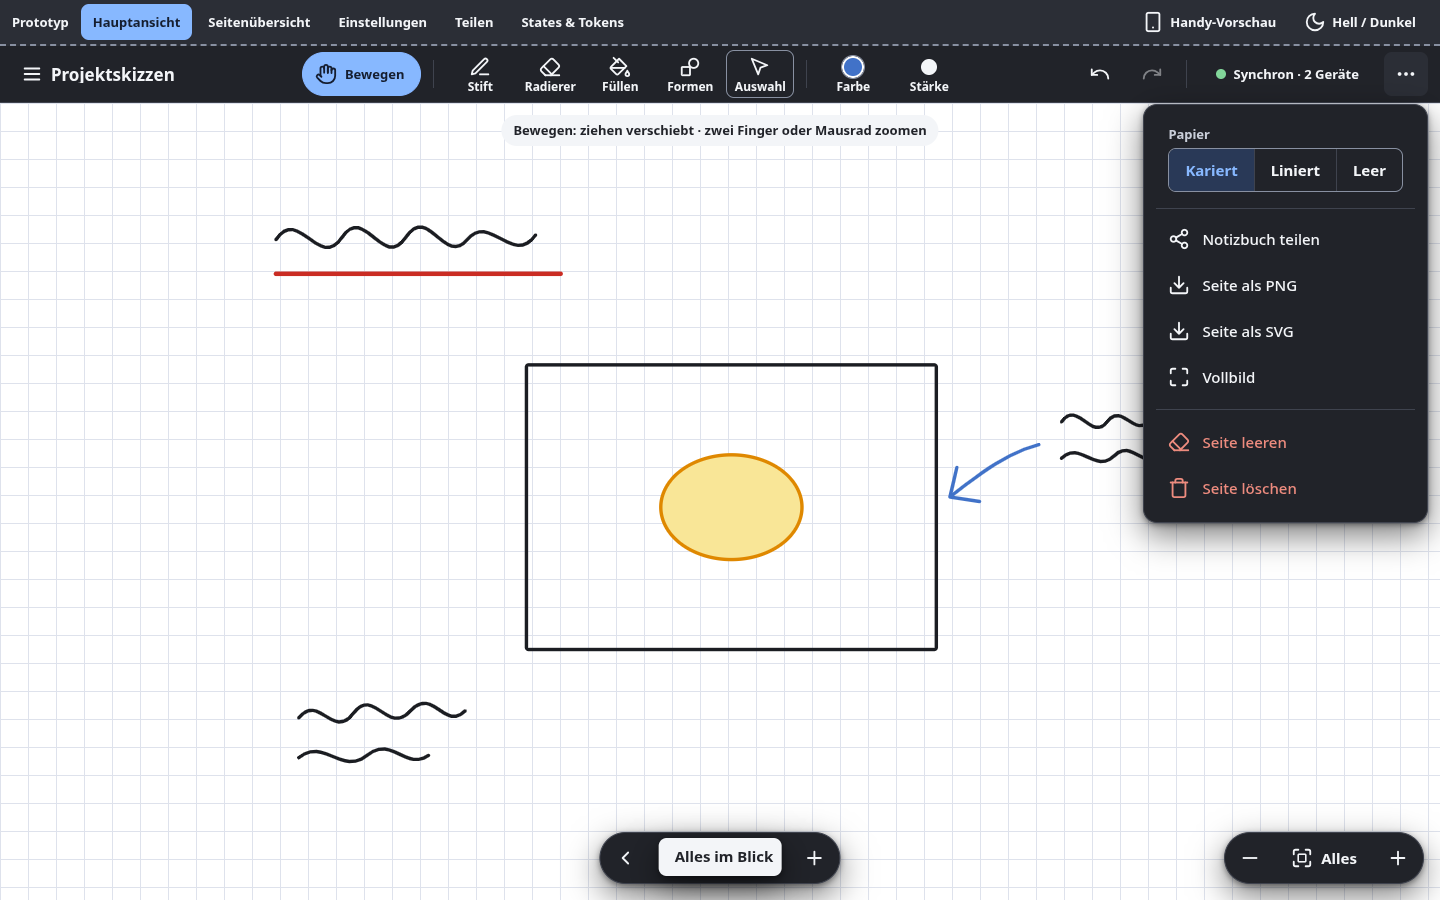 Prototyp Hauptansicht Seitenübersicht Einstellungen Teilen States & Tokens Handy-Vorschau Hell / Dunkel
Projektskizzen Bewegen Stift Radierer Füllen Formen Auswahl Farbe Stärke Synchron · 2 Geräte
Bewegen: ziehen verschiebt · zwei Finger oder Mausrad zoomen
Papier
Kariert Liniert Leer
Notizbuch teilen
Seite als PNG
Seite als SVG
Vollbild
Seite leeren
Seite löschen
Alles im Blick
Alles